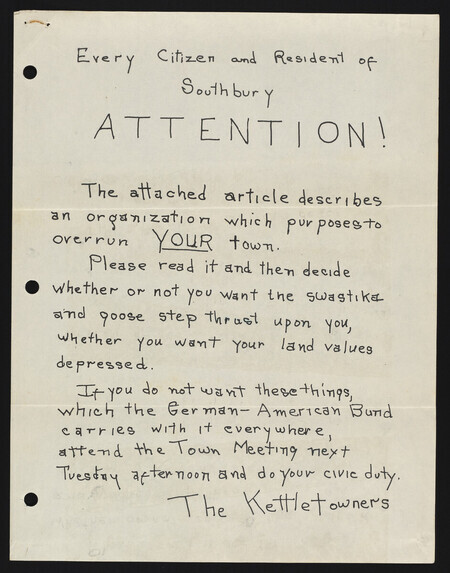 Every Citizen and Resident of
Southbury
ATTENTION!
The attached article describes
an organization which purposes to
overrun YOUR town.
Please read it and then decide
whether or not you want the swastika
and goose step thrust upon you,
whether you want your land values
depressed.
If you do not want these things,
which the German-American Bund
carries with it everywhere,
attend the Town Meeting next
Tuesday afternoon and do your civic duty.
The Kettletowners